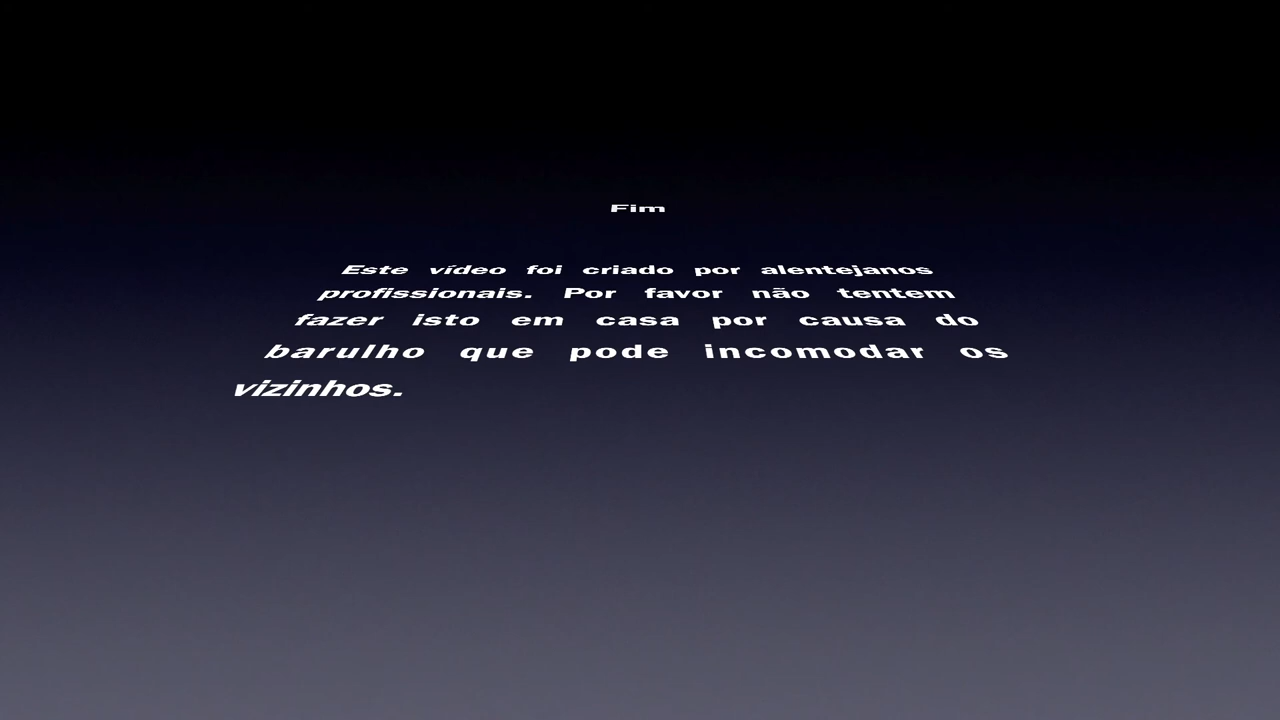 Fim
Este vídeo foi criado por alentejanos
profissionais. Por favor não tentem
fazer isto em casa por causa do
barulho que pode incomodar os
vizinhos.